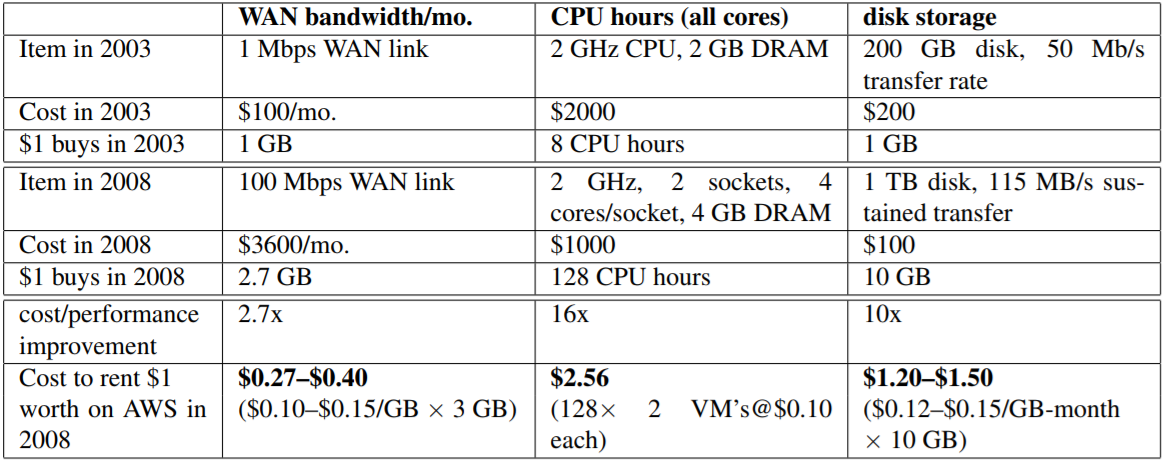 WAN bandwidth/mo. CPU hours (all cores) disk storage
Item in 2003 1 Mbps WAN link 2 GHz CPU, 2 GB DRAM 200 GB disk, 50 Mb/s
transfer rate
Cost in 2003 $100/mo. $2000 $200
$1 buys in 2003 1 GB 8 CPU hours 1 GB
Item in 2008 100 Mbps WAN link 2 GHz, 2 sockets, 4 1 TB disk, 115 MB/s sus-
cores/socket, 4 GB DRAM tained transfer
Cost in 2008 $3600/mo. $1000 $100
$1 buys in 2008 2.7 GB 128 CPU hours 10 GB
cost/performance 2.7x 16x 10x
improvement
Cost to rent $1 $0.27–$0.40 $2.56 $1.20–$1.50
worth on AWS in ($0.10–$0.15/GB × 3 GB) (128× 2 VM's@$0.10 ($0.12–$0.15/GB-month
2008 each) × 10 GB)